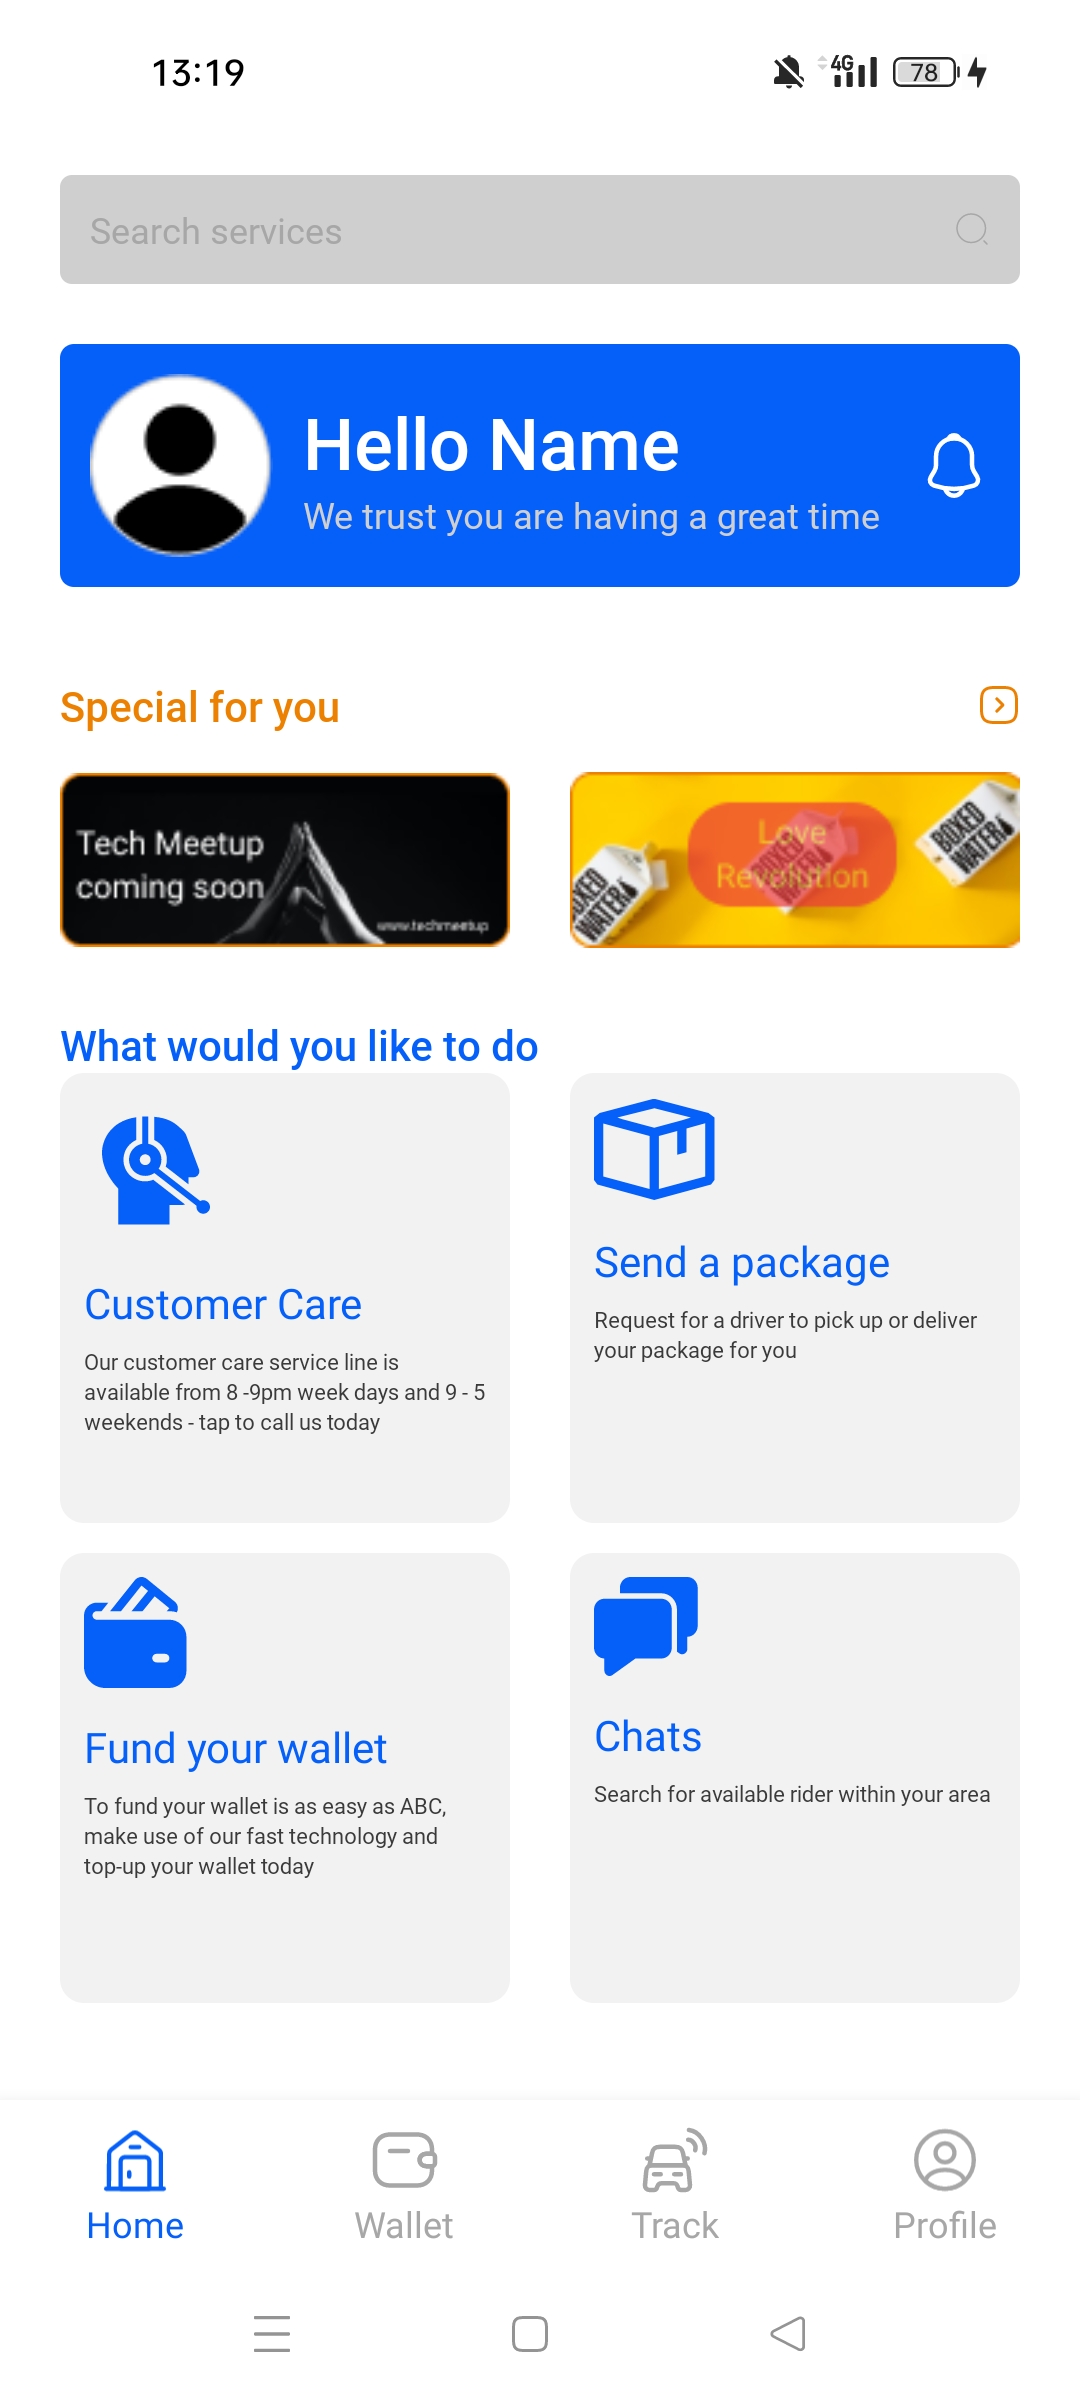 13:19
4G
78
Search services
Hello Name
We trust you are having a great time
Special for you
Tech Meetup
coming soon
www.techmeetup
Love
Revolution
BOXED
WATER
BOXED
WATER
BOXED
WATER
What would you like to do
Customer Care
Our customer care service line is
available from 8 -9pm week days and 9 - 5
weekends - tap to call us today
Send a package
Request for a driver to pick up or deliver
your package for you
Fund your wallet
To fund your wallet is as easy as ABC,
make use of our fast technology and
top-up your wallet today
Chats
Search for available rider within your area
Home
Wallet
Track
Profile